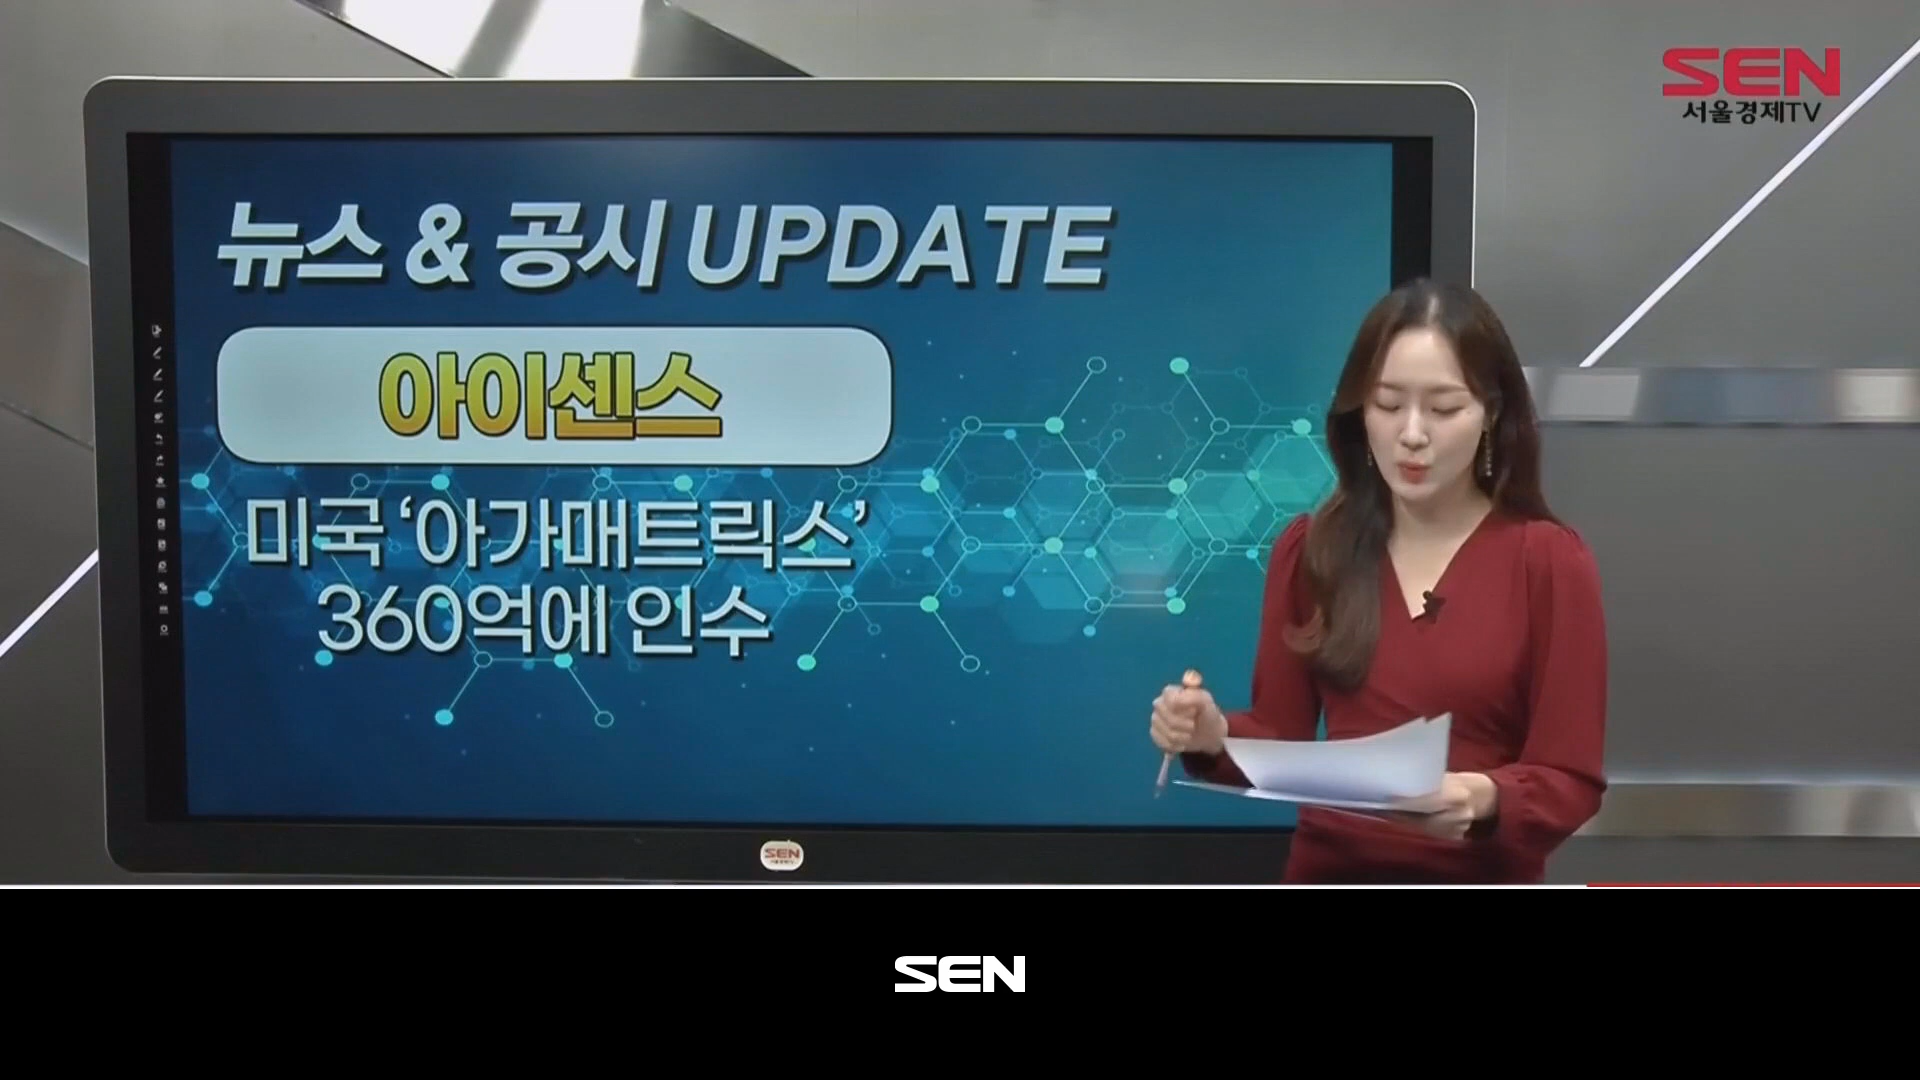 SEN
서울경제TV
뉴스 & 공시 UPDATE
아이센스
미국 ‘아가매트릭스’
360억에 인수
SEN
SEN